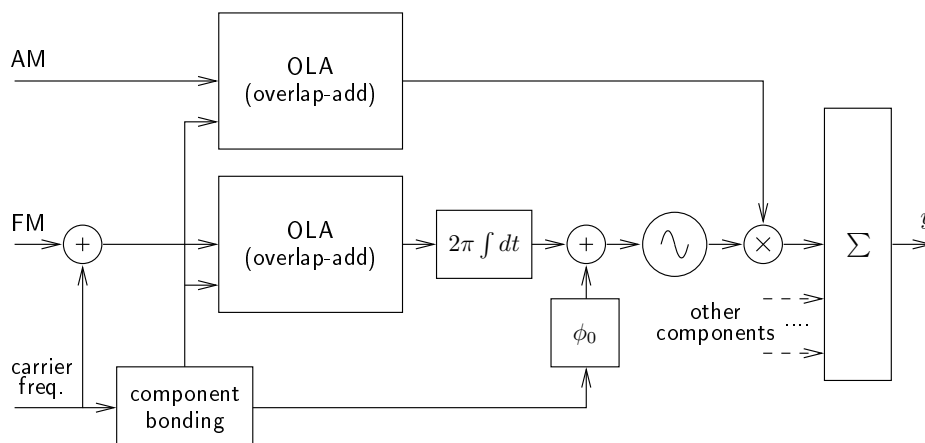 AM
OLA
(overlap-add)
FM
+
OLA
(overlap-add)
2π ∫ dt
+
×
∑
y
other
components
....
ϕ₀
carrier
freq.
component
bonding